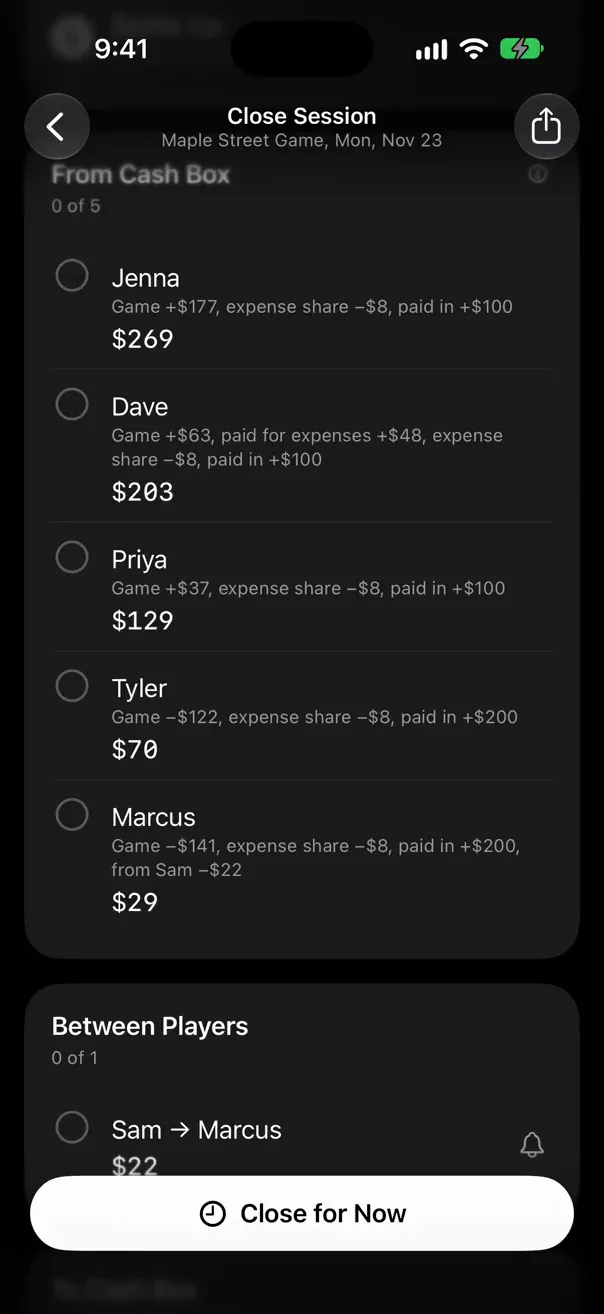 9:41
Close Session
Maple Street Game, Mon, Nov 23
From Cash Box
0 of 5
Jenna
Game +$177, expense share −$8, paid in +$100
$269
Dave
Game +$63, paid for expenses +$48, expense
share −$8, paid in +$100
$203
Priya
Game +$37, expense share −$8, paid in +$100
$129
Tyler
Game −$122, expense share −$8, paid in +$200
$70
Marcus
Game −$141, expense share −$8, paid in +$200,
from Sam −$22
$29
Between Players
0 of 1
Sam → Marcus
$22
Close for Now
To Cash Box